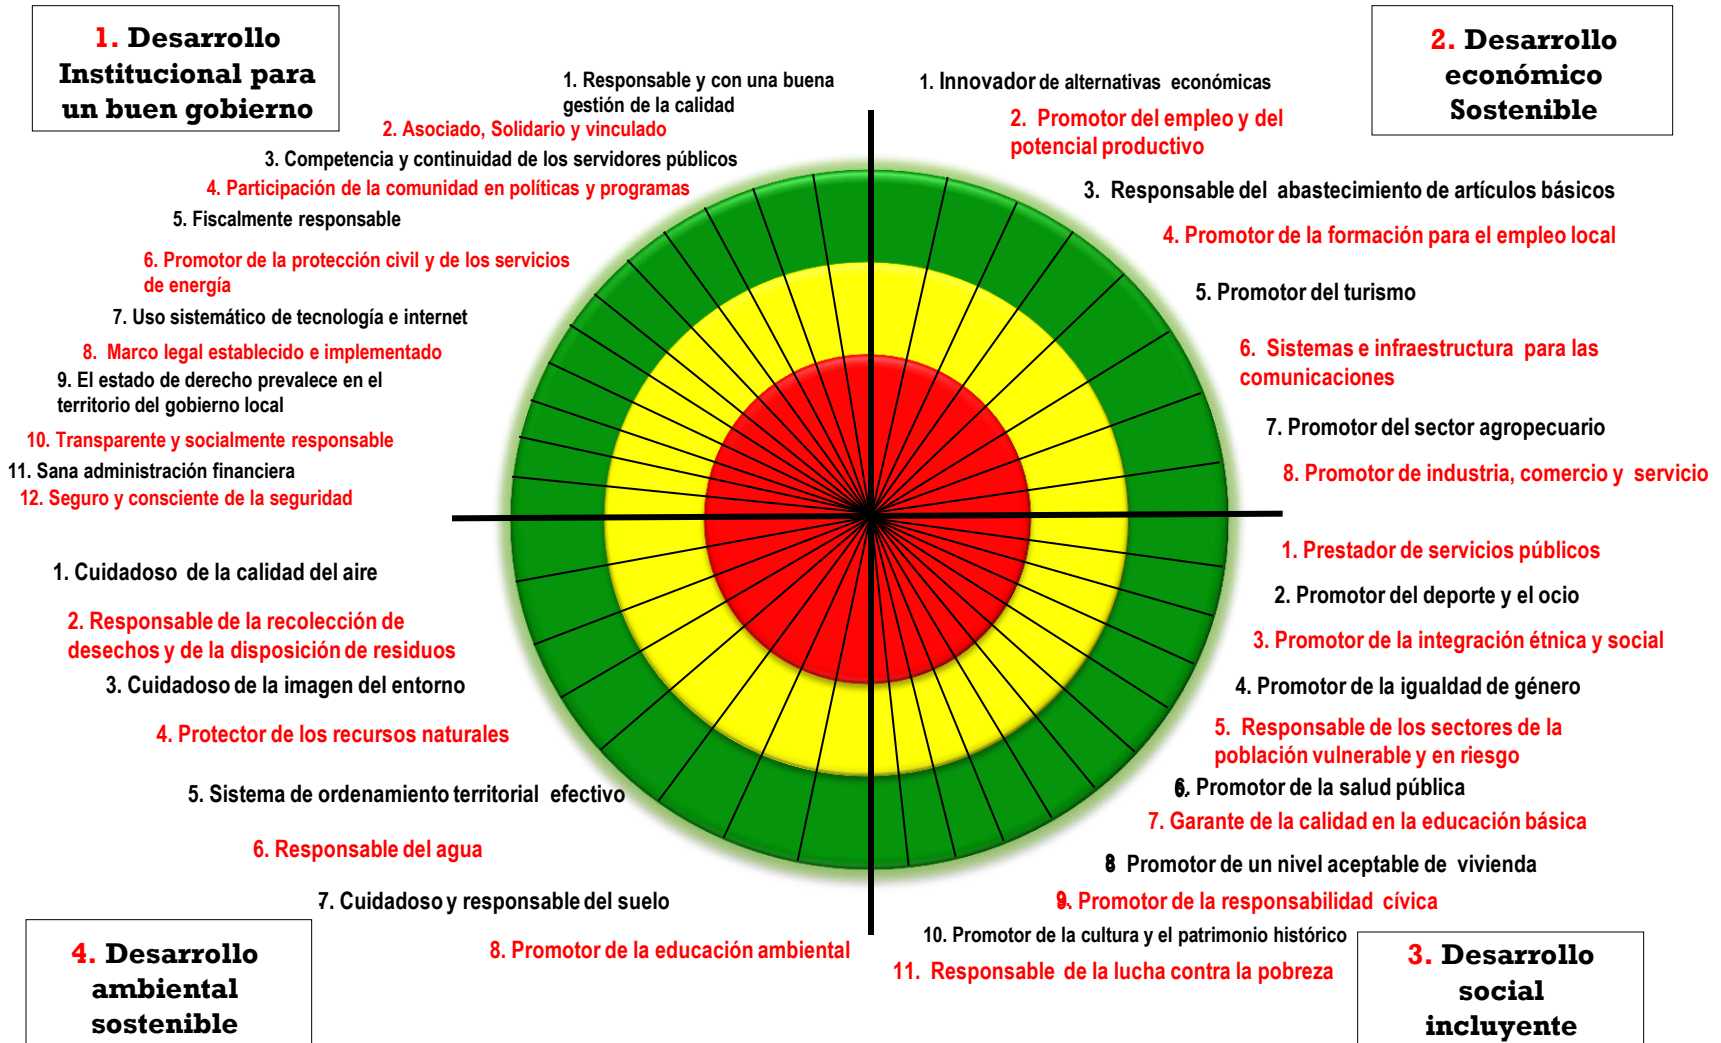 1. Desarrollo
Institucional para
un buen gobierno
1. Responsable y con una buena
gestión de la calidad
2. Asociado, Solidario y vinculado
3. Competencia y continuidad de los servidores públicos
4. Participación de la comunidad en políticas y programas
5. Fiscalmente responsable
6. Promotor de la protección civil y de los servicios
de energía
7. Uso sistemático de tecnología e internet
8. Marco legal establecido e implementado
9. El estado de derecho prevalece en el
territorio del gobierno local
10. Transparente y socialmente responsable
11. Sana administración financiera
12. Seguro y consciente de la seguridad
2. Desarrollo
económico
Sostenible
1. Innovador de alternativas económicas
2. Promotor del empleo y del
potencial productivo
3. Responsable del abastecimiento de artículos básicos
4. Promotor de la formación para el empleo local
5. Promotor del turismo
6. Sistemas e infraestructura para las
comunicaciones
7. Promotor del sector agropecuario
8. Promotor de industria, comercio y servicio
1. Prestador de servicios públicos
2. Promotor del deporte y el ocio
3. Promotor de la integración étnica y social
4. Promotor de la igualdad de género
5. Responsable de los sectores de la
población vulnerable y en riesgo
6. Promotor de la salud pública
7. Garante de la calidad en la educación básica
8 Promotor de un nivel aceptable de vivienda
9. Promotor de la responsabilidad cívica
10. Promotor de la cultura y el patrimonio histórico
11. Responsable de la lucha contra la pobreza
3. Desarrollo
social
incluyente
1. Cuidadoso de la calidad del aire
2. Responsable de la recolección de
desechos y de la disposición de residuos
3. Cuidadoso de la imagen del entorno
4. Protector de los recursos naturales
5. Sistema de ordenamiento territorial efectivo
6. Responsable del agua
7. Cuidadoso y responsable del suelo
8. Promotor de la educación ambiental
4. Desarrollo
ambiental
sostenible